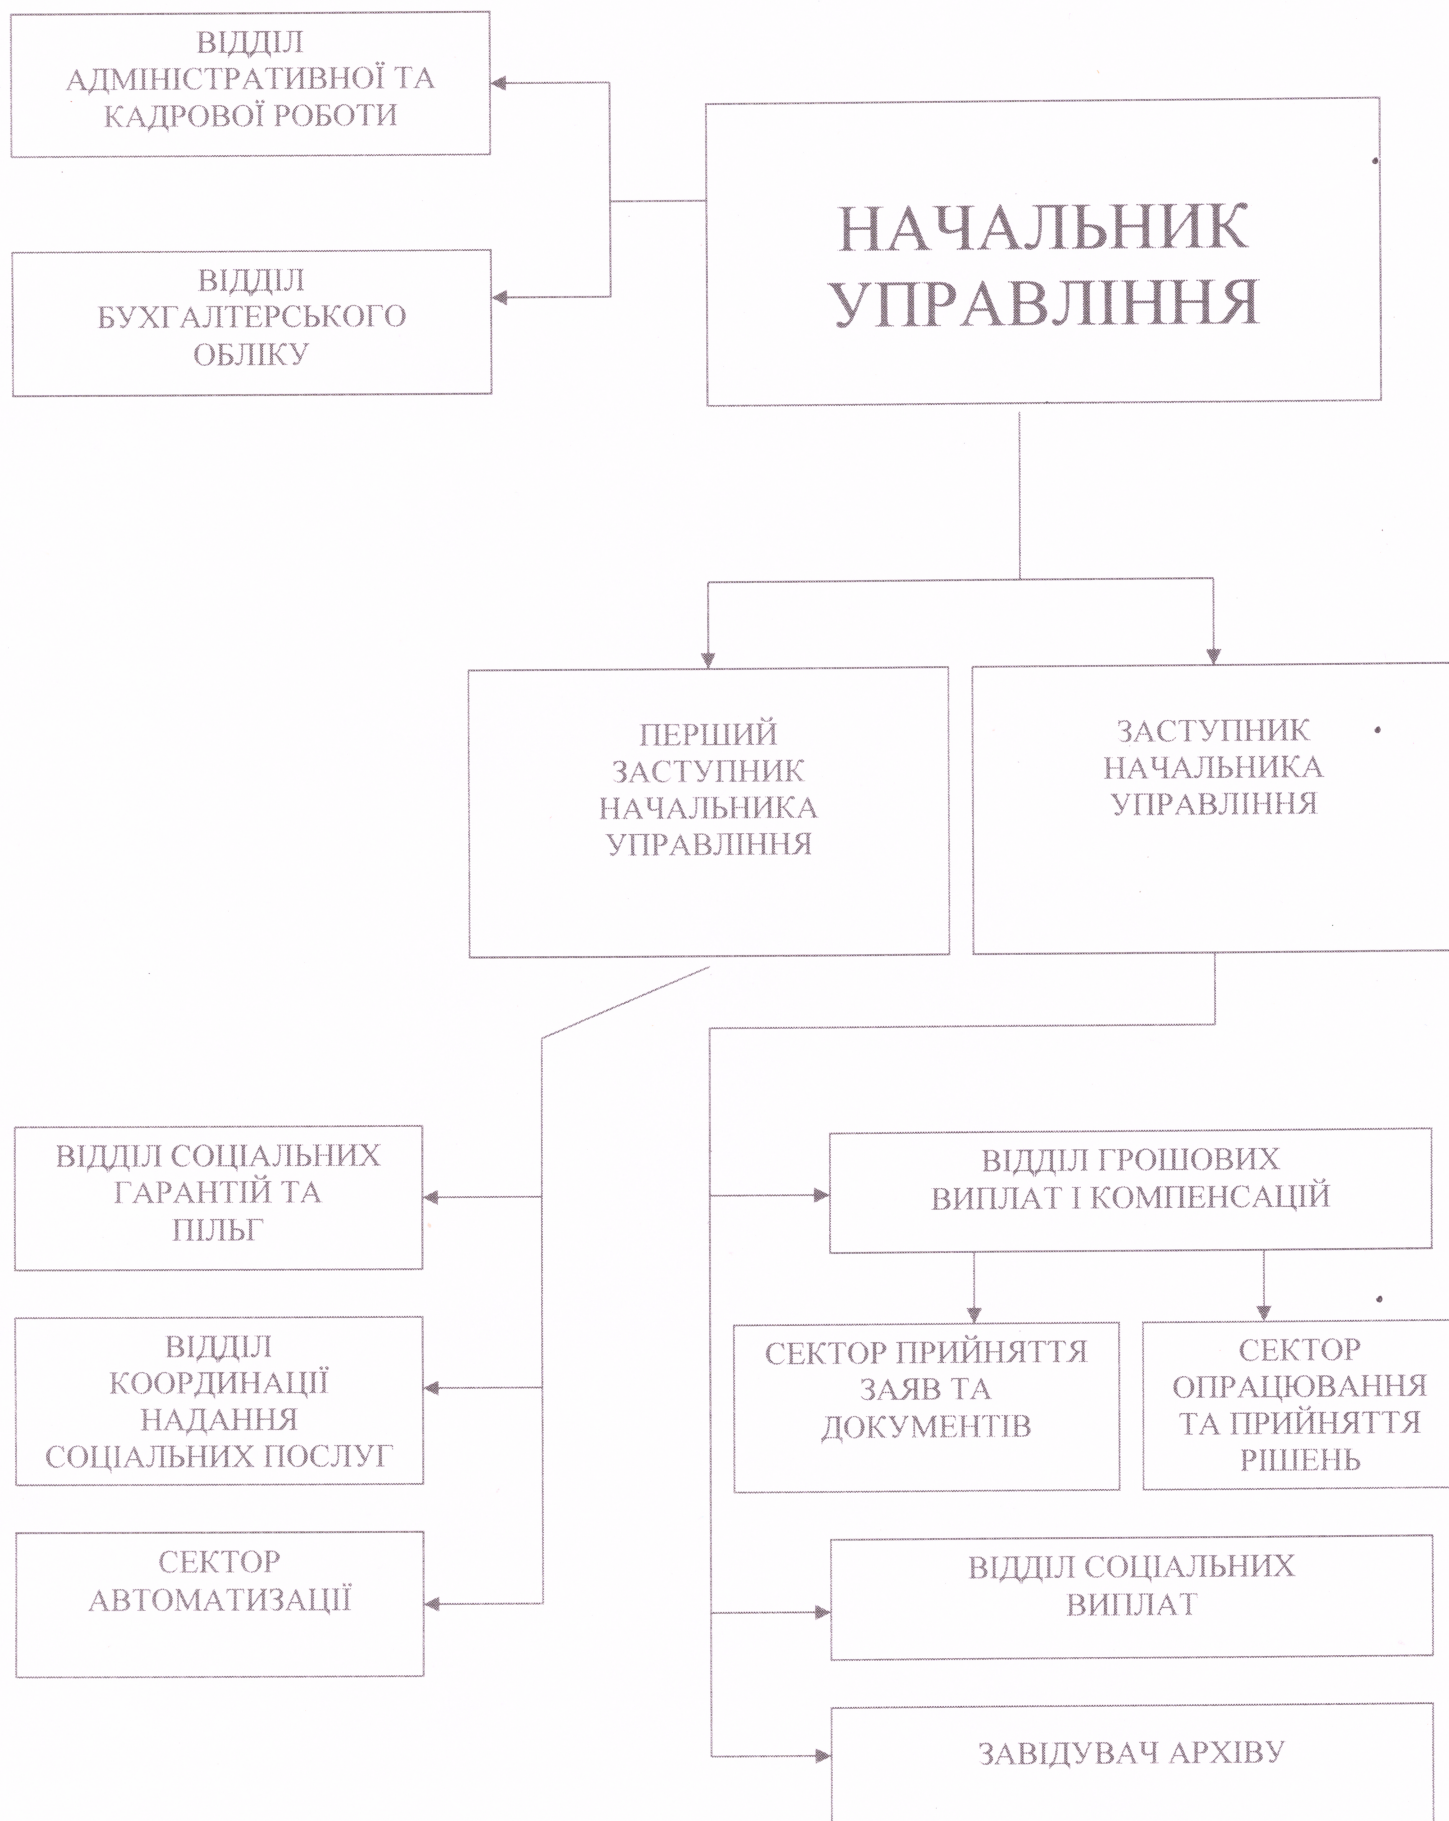 ВІДДІЛ
АДМІНІСТРАТИВНОЇ ТА
КАДРОВОЇ РОБОТИ
НАЧАЛЬНИК
УПРАВЛІННЯ
ВІДДІЛ
БУХГАЛТЕРСЬКОГО
ОБЛІКУ
ПЕРШИЙ
ЗАСТУПНИК
НАЧАЛЬНИКА
УПРАВЛІННЯ
ЗАСТУПНИК
НАЧАЛЬНИКА
УПРАВЛІННЯ
ВІДДІЛ СОЦІАЛЬНИХ
ГАРАНТІЙ ТА
ПІЛЬГ
ВІДДІЛ
КООРДИНАЦІЇ
НАДАННЯ
СОЦІАЛЬНИХ ПОСЛУГ
СЕКТОР
АВТОМАТИЗАЦІЇ
ВІДДІЛ ГРОШОВИХ
ВИПЛАТ І КОМПЕНСАЦІЙ
СЕКТОР ПРИЙНЯТТЯ
ЗАЯВ ТА
ДОКУМЕНТІВ
СЕКТОР
ОПРАЦЮВАННЯ
ТА ПРИЙНЯТТЯ
РІШЕНЬ
ВІДДІЛ СОЦІАЛЬНИХ
ВИПЛАТ
ЗАВІДУВАЧ АРХІВУ